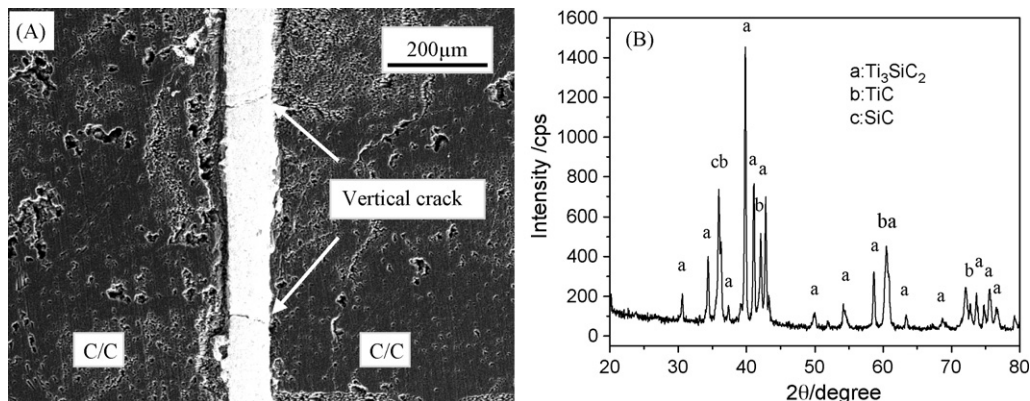 (A)
200μm
Vertical crack
C/C
C/C
(B)
a:Ti₃SiC₂
b:TiC
c:SiC
a
a
cb
a
a
a
b
a
a
a
a
ba
a
a
b
a
a
a
Intensity /cps
1600
1400
1200
1000
800
600
400
200
0
20
30
40
50
60
70
80
2θ/degree